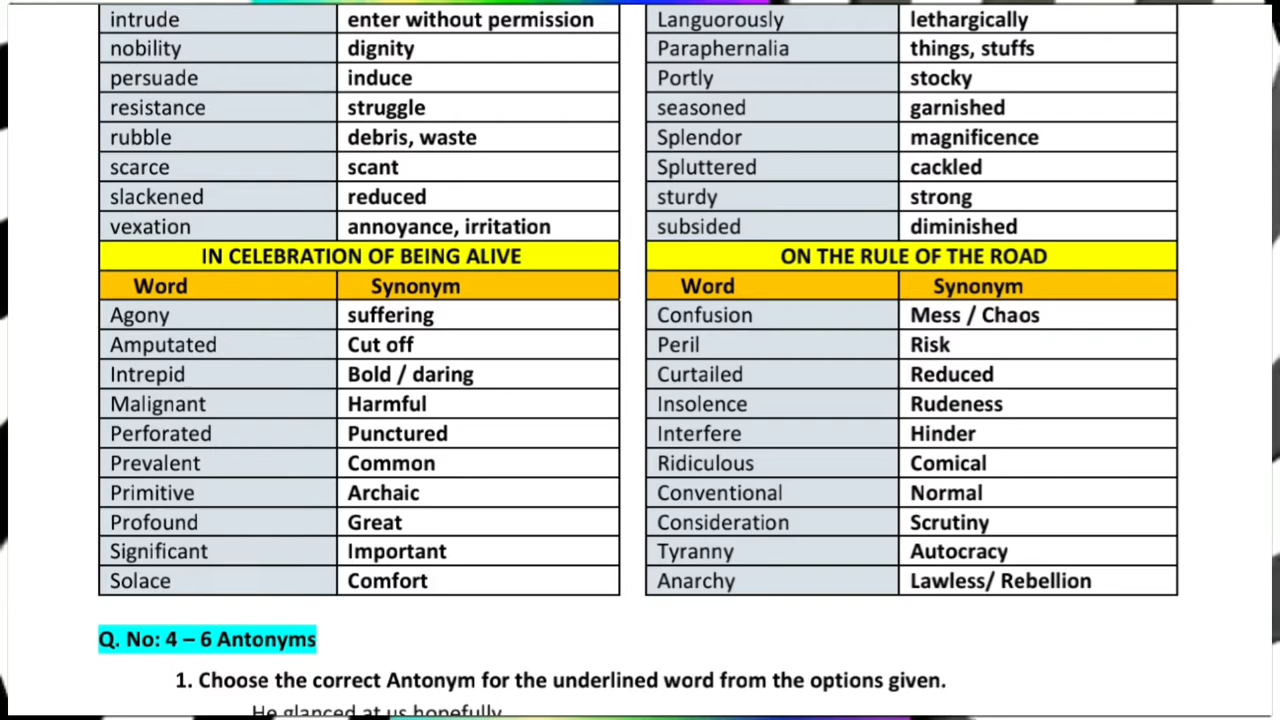 intrude enter without permission
nobility dignity
persuade induce
resistance struggle
rubble debris, waste
scarce scant
slackened reduced
vexation annoyance, irritation
IN CELEBRATION OF BEING ALIVE
Word Synonym
Agony suffering
Amputated Cut off
Intrepid Bold / daring
Malignant Harmful
Perforated Punctured
Prevalent Common
Primitive Archaic
Profound Great
Significant Important
Solace Comfort
Languorously lethargically
Paraphernalia things, stuffs
Portly stocky
seasoned garnished
Splendor magnificence
Spluttered cackled
sturdy strong
subsided diminished
ON THE RULE OF THE ROAD
Word Synonym
Confusion Mess / Chaos
Peril Risk
Curtailed Reduced
Insolence Rudeness
Interfere Hinder
Ridiculous Comical
Conventional Normal
Consideration Scrutiny
Tyranny Autocracy
Anarchy Lawless/ Rebellion
Q. No: 4 – 6 Antonyms
1. Choose the correct Antonym for the underlined word from the options given.
He glanced at us hopefully